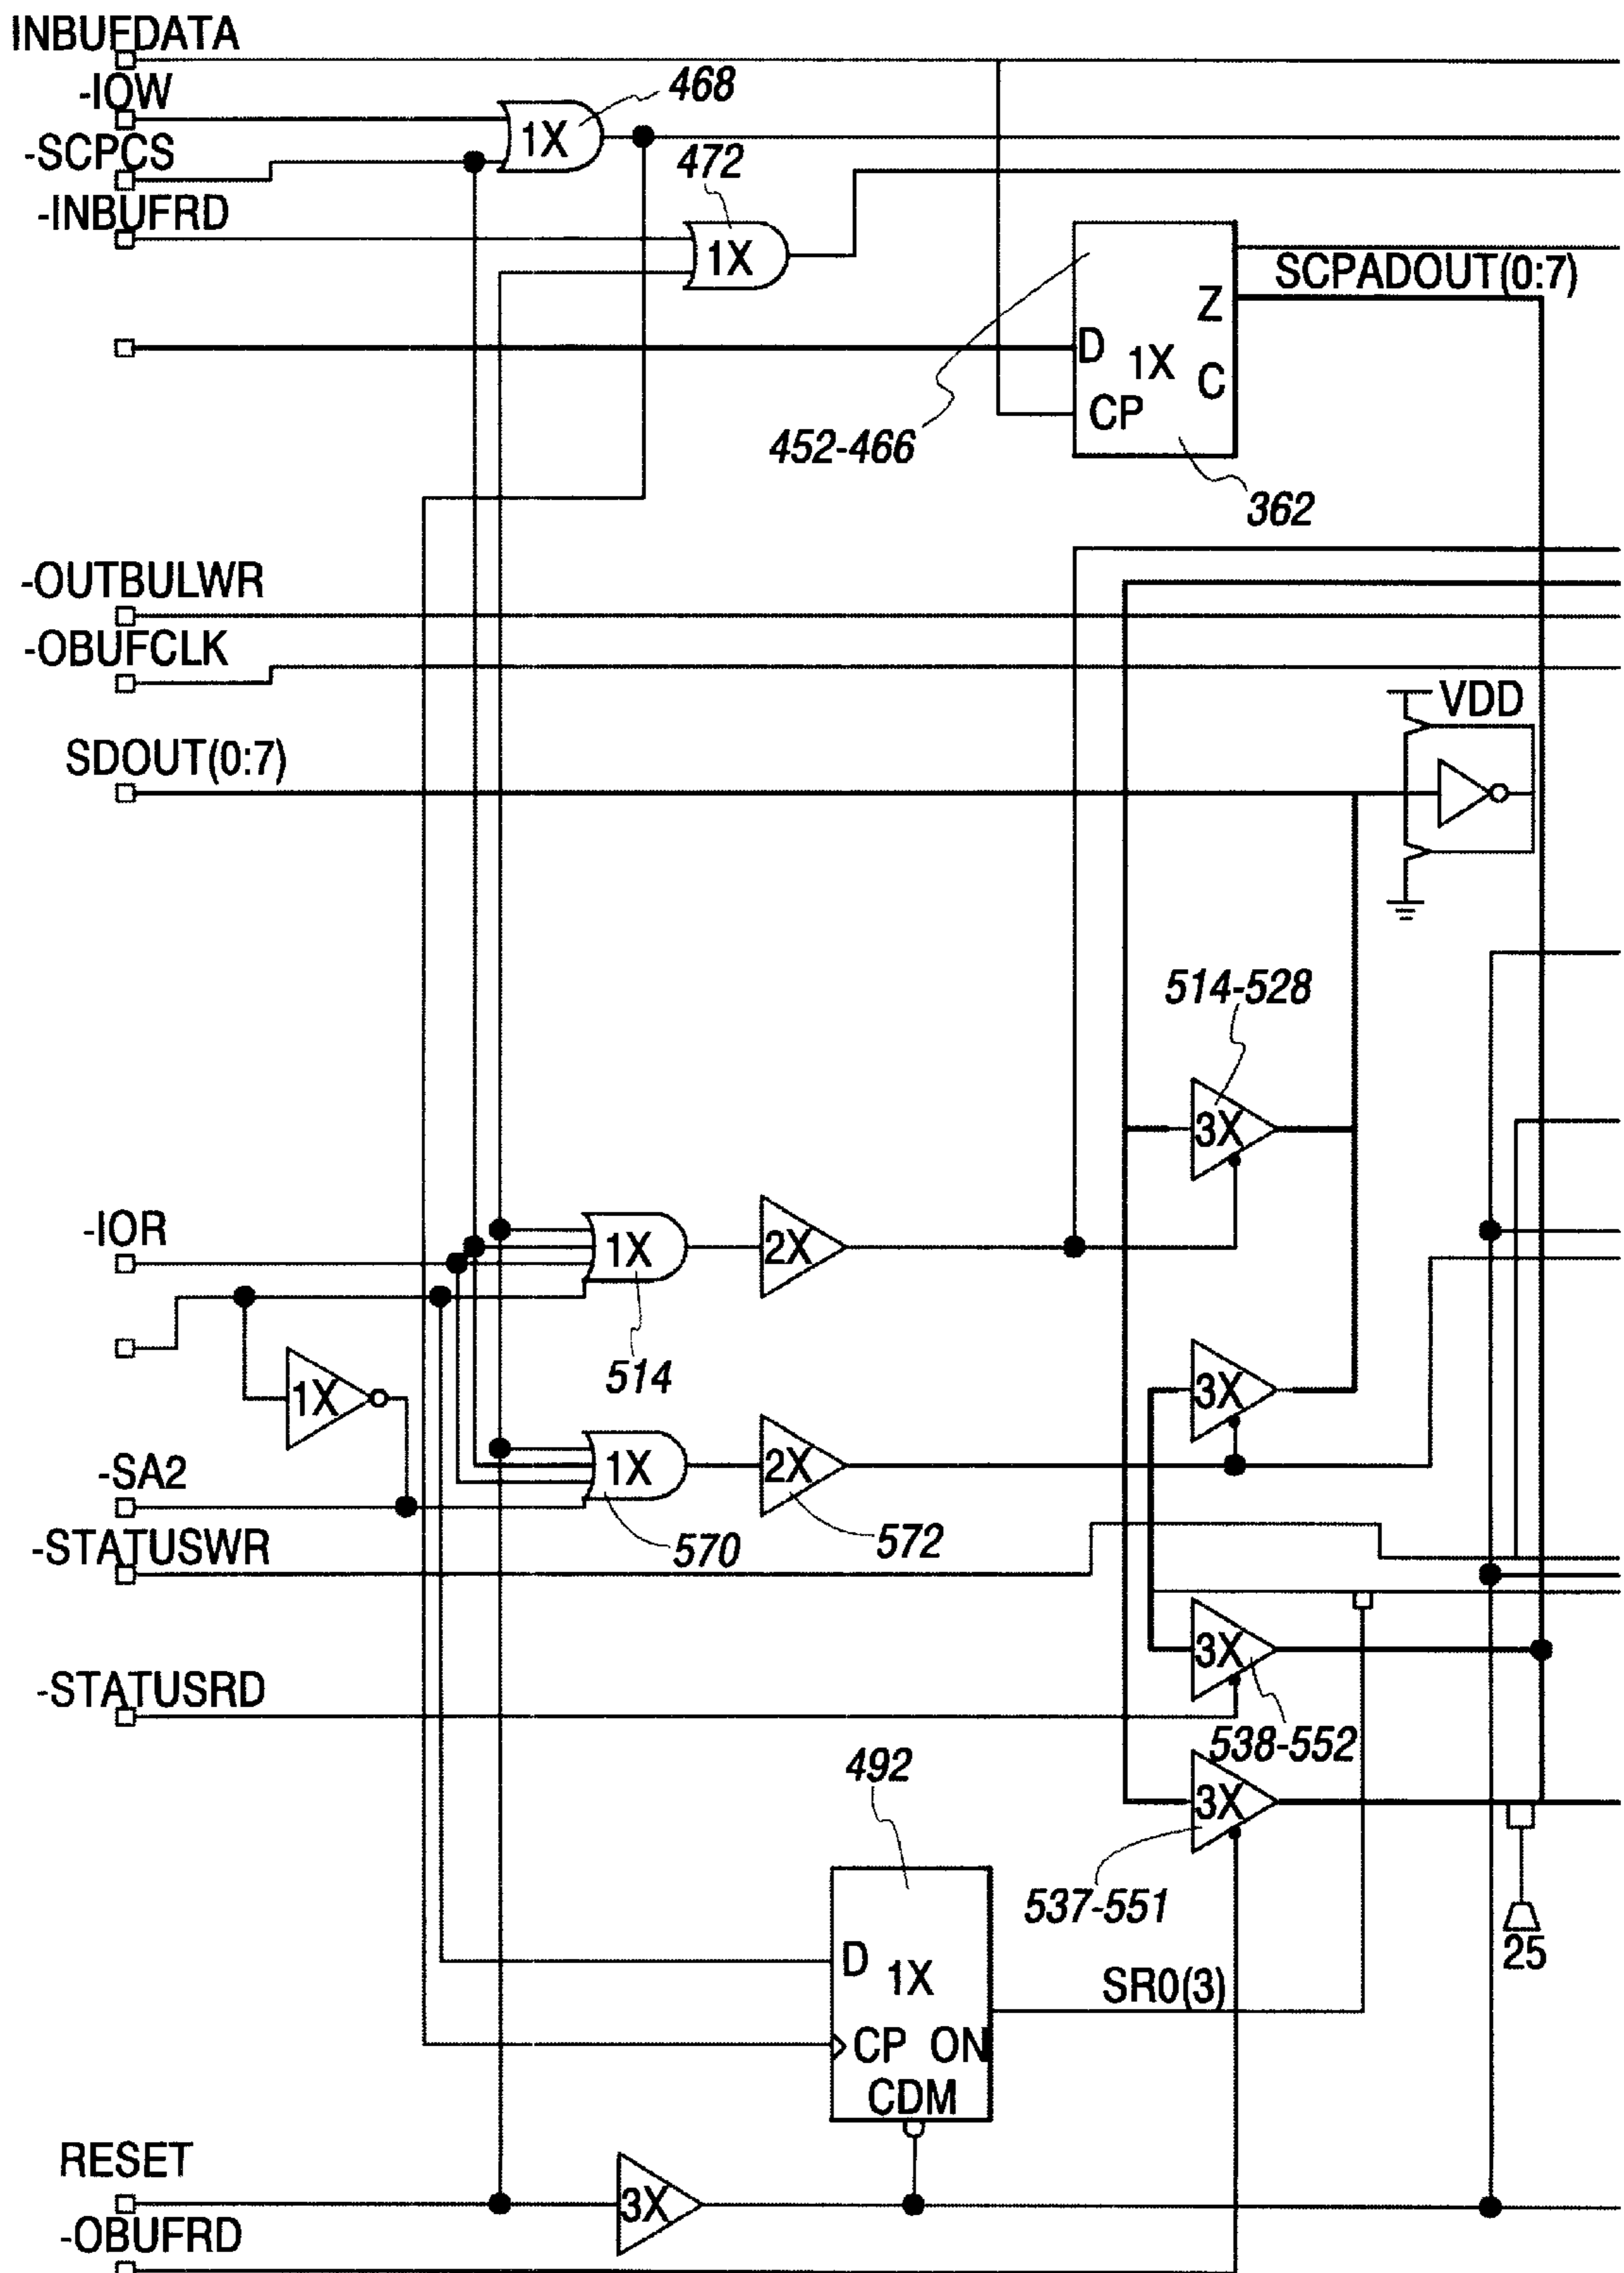 INBUFDATA
-IOW
468
1X
-SCPCS
472
-INBUFRD
1X
SCPADOUT(0:7)
Z
D
1X
C
CP
452-466
362
-OUTBULWR
-OBUFCLK
VDD
SDOUT(0:7)
514-528
3X
-IOR
1X
2X
514
1X
3X
-SA2
1X
2X
570
572
-STATUSWR
3X
-STATUSRD
538-552
492
3X
537-551
25
D
1X
SR0(3)
CP ON
CDM
RESET
3X
-OBUFRD